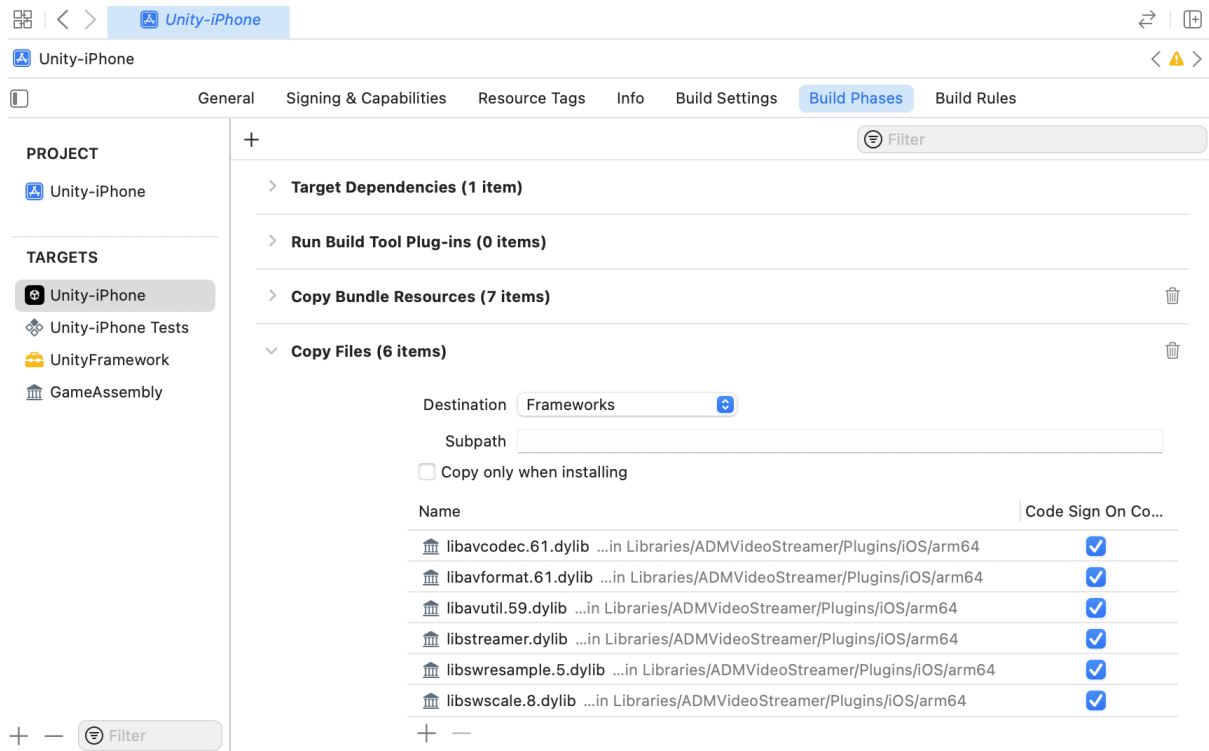 Unity-iPhone
Unity-iPhone
General Signing & Capabilities Resource Tags Info Build Settings Build Phases Build Rules
PROJECT
Unity-iPhone
TARGETS
Unity-iPhone
Unity-iPhone Tests
UnityFramework
GameAssembly
Filter
Filter
Target Dependencies (1 item)
Run Build Tool Plug-ins (0 items)
Copy Bundle Resources (7 items)
Copy Files (6 items)
Destination Frameworks
Subpath
Copy only when installing
Name Code Sign On Co...
libavcodec.61.dylib ...in Libraries/ADMVideoStreamer/Plugins/iOS/arm64
libavformat.61.dylib ...in Libraries/ADMVideoStreamer/Plugins/iOS/arm64
libavutil.59.dylib ...in Libraries/ADMVideoStreamer/Plugins/iOS/arm64
libstreamer.dylib ...in Libraries/ADMVideoStreamer/Plugins/iOS/arm64
libswresample.5.dylib ...in Libraries/ADMVideoStreamer/Plugins/iOS/arm64
libswscale.8.dylib ...in Libraries/ADMVideoStreamer/Plugins/iOS/arm64